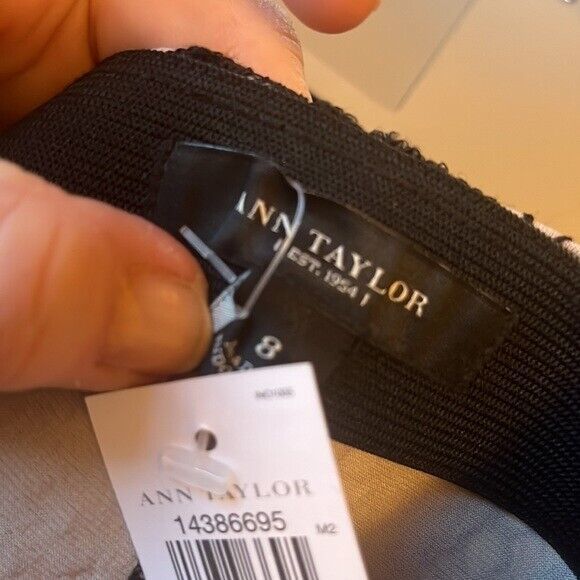 ANN TAYLOR
EST. 1954
8
ANN TAYLOR
14386695 M2